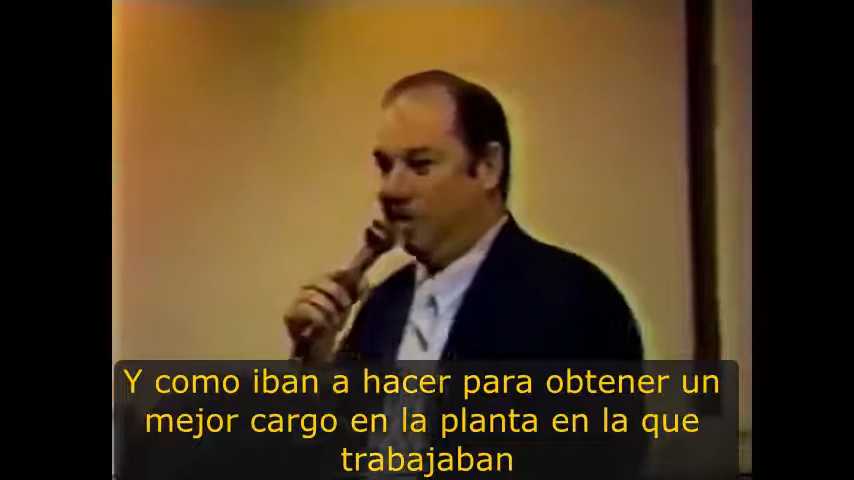 Y como iban a hacer para obtener un
mejor cargo en la planta en la que
trabajaban